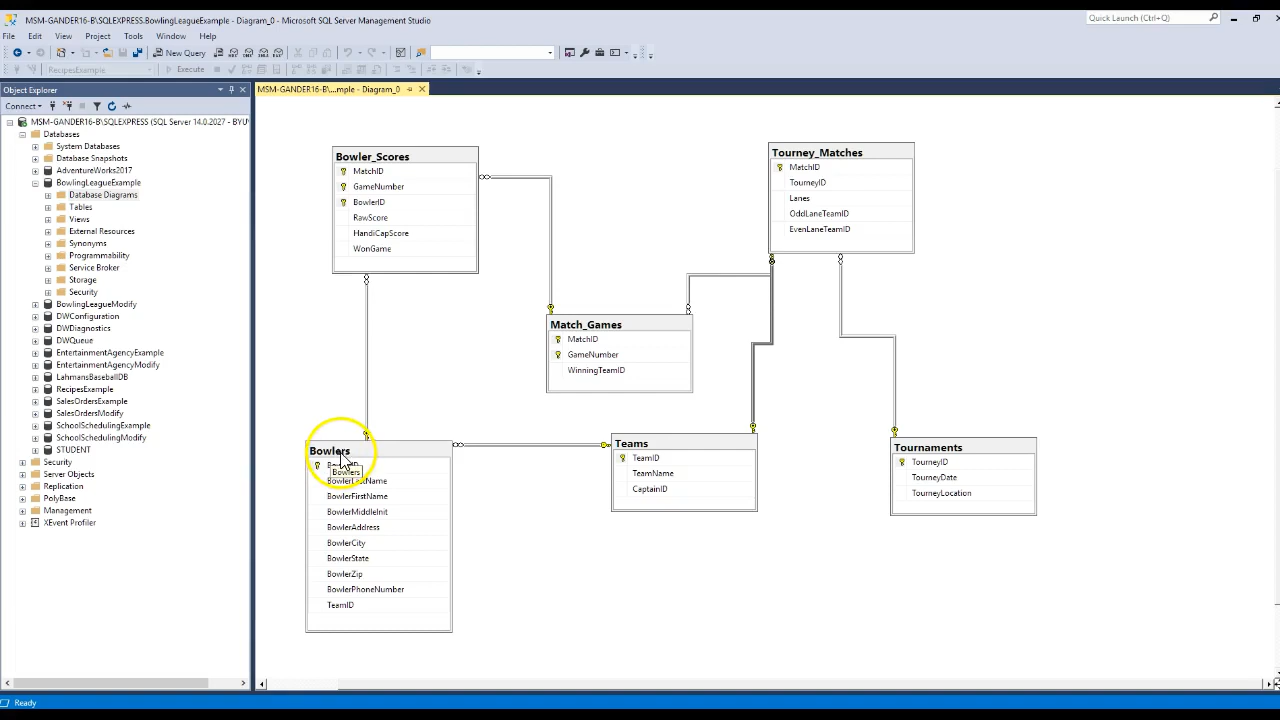 MSM-GANDER16-B\SQLEXPRESS.BowlingLeagueExample - Diagram_0 - Microsoft SQL Server Management Studio
Quick Launch (Ctrl+Q)
File Edit View Project Tools Window Help
New Query
RecipesExample
Execute
Object Explorer
MSM-GANDER16-B\...mple - Diagram_0
Connect
MSM-GANDER16-B\SQLEXPRESS (SQL Server 14.0.2027 - BYU
Databases
System Databases
Database Snapshots
AdventureWorks2017
BowlingLeagueExample
Database Diagrams
Tables
Views
External Resources
Synonyms
Programmability
Service Broker
Storage
Security
BowlingLeagueModify
DWConfiguration
DWDiagnostics
DWQueue
EntertainmentAgencyExample
EntertainmentAgencyModify
LahmansBaseballDB
RecipesExample
SalesOrdersExample
SalesOrdersModify
SchoolSchedulingExample
SchoolSchedulingModify
STUDENT
Security
Server Objects
Replication
PolyBase
Management
XEvent Profiler
Bowler_Scores
MatchID
GameNumber
BowlerID
RawScore
HandiCapScore
WonGame
Tourney_Matches
MatchID
TourneyID
Lanes
OddLaneTeamID
EvenLaneTeamID
Match_Games
MatchID
GameNumber
WinningTeamID
Bowlers
Bowlers
BowlerLastName
BowlerFirstName
BowlerMiddleInit
BowlerAddress
BowlerCity
BowlerState
BowlerZip
BowlerPhoneNumber
TeamID
Teams
TeamID
TeamName
CaptainID
Tournaments
TourneyID
TourneyDate
TourneyLocation
Ready